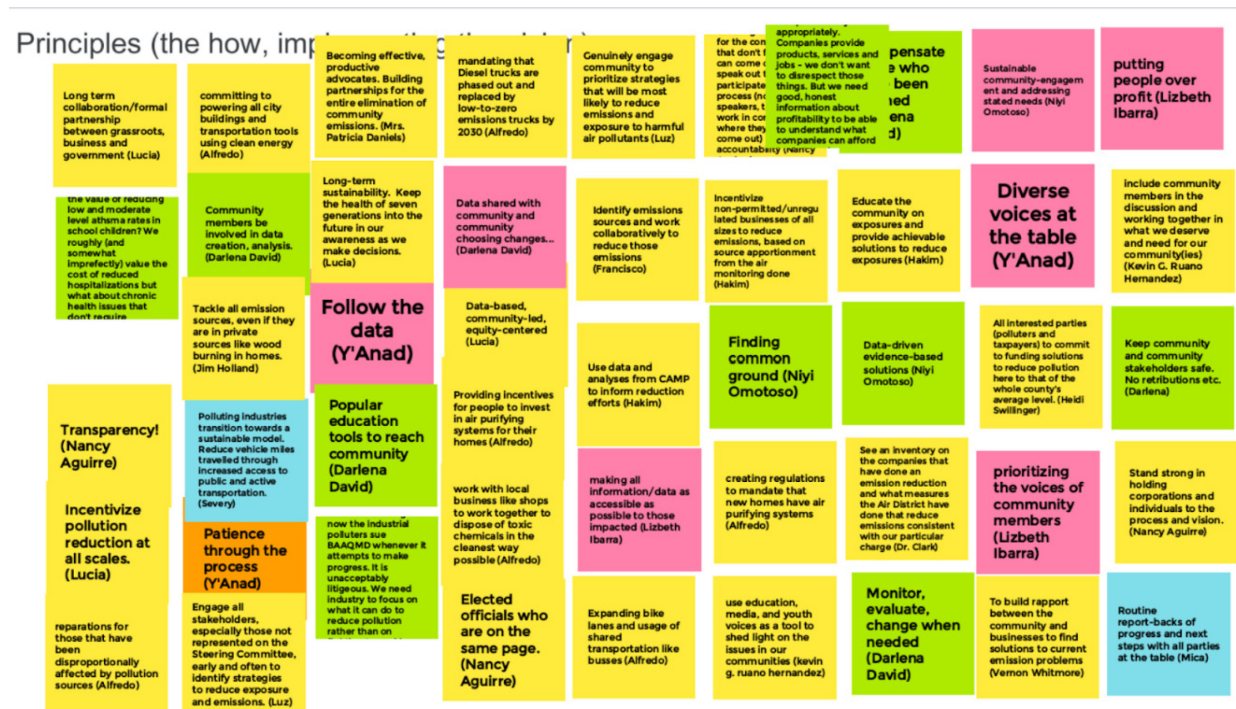 Principles (the how, imp
Long term
collaboration/formal
partnership
between grassroots,
business and
government (Lucia)
committing to
powering all city
buildings and
transportation tools
using clean energy
(Alfredo)
Becoming effective,
productive
advocates. Building
partnerships for the
entire elimination of
community
emissions. (Mrs.
Patricia Daniels)
mandating that
Diesel trucks are
phased out and
replaced by
low-to-zero
emissions trucks by
2030 (Alfredo)
Genuinely engage
community to
prioritize strategies
that will be most
likely to reduce
emissions and
exposure to harmful
air pollutants (Luz)
for the con
that don't f
can come
speak out t
participate
process (no
speakers, t
work in con
where they
come out)
accountability (Nancy
appropriately.
Companies provide
products, services and
jobs - we don't want
to disrespect those
things. But we need
good, honest
information about
profitability to be able
to understand what
companies can afford
pensate
who
been
Sustainable
community-engagem
ent and addressing
stated needs (Niyi
Omotoso)
putting
people over
profit (Lizbeth
Ibarra)
the value of reducing
low and moderate
level athsma rates in
school children? We
roughly (and
somewhat
imprefectly) value the
cost of reduced
hospitalizations but
what about chronic
health issues that
don't require
Community
members be
involved in data
creation, analysis.
(Darlena David)
Long-term
sustainability. Keep
the health of seven
generations into the
future in our
awareness as we
make decisions.
(Lucia)
Data shared with
community and
community
choosing changes...
(Darlena David)
Identify emissions
sources and work
collaboratively to
reduce those
emissions
(Francisco)
Incentivize
non-permitted/unregu
lated businesses of all
sizes to reduce
emissions, based on
source apportionment
from the air
monitoring done
(Hakim)
Educate the
community on
exposures and
provide achievable
solutions to reduce
exposures (Hakim)
Diverse
voices at
the table
(Y'Anad)
include community
members in the
discussion and
working together in
what we deserve
and need for our
community(ies)
(Kevin G. Ruano
Hernandez)
Tackle all emission
sources, even if they
are in private
sources like wood
burning in homes.
(Jim Holland)
Follow the
data
(Y'Anad)
Data-based,
community-led,
equity-centered
(Lucia)
Use data and
analyses from CAMP
to inform reduction
efforts (Hakim)
Finding
common
ground (Niyi
Omotoso)
Data-driven
evidence-based
solutions (Niyi
Omotoso)
All interested parties
(polluters and
taxpayers) to commit
to funding solutions
to reduce pollution
here to that of the
whole county's
average level. (Heidi
Swillinger)
Keep community
and community
stakeholders safe.
No retributions etc.
(Darlena)
Transparency!
(Nancy
Aguirre)
Polluting industries
transition towards a
sustainable model.
Reduce vehicle miles
travelled through
increased access to
public and active
transportation.
(Severy)
Popular
education
tools to reach
community
(Darlena
David)
Providing incentives
for people to invest
in air purifying
systems for their
homes (Alfredo)
making all
information/data as
accessible as
possible to those
impacted (Lizbeth
Ibarra)
creating regulations
to mandate that
new homes have air
purifying systems
(Alfredo)
See an inventory on
the companies that
have done an
emission reduction
and what measures
the Air District have
done that reduce
emissions consistent
with our particular
charge (Dr. Clark)
prioritizing
the voices of
community
members
(Lizbeth
Ibarra)
Stand strong in
holding
corporations and
individuals to the
process and vision.
(Nancy Aguirre)
Incentivize
pollution
reduction at
all scales.
(Lucia)
Patience
through the
process
(Y'Anad)
now the industrial
polluters sue
BAAQMD whenever it
attempts to make
progress. It is
unacceptably
litigeous. We need
industry to focus on
what it can do to
reduce pollution
rather than on
work with local
business like shops
to work together to
dispose of toxic
chemicals in the
cleanest way
possible (Alfredo)
reparations for
those that have
been
disproportionally
affected by pollution
sources (Alfredo)
Engage all
stakeholders,
especially those not
represented on the
Steering Committee,
early and often to
identify strategies
to reduce exposure
and emissions. (Luz)
Elected
officials who
are on the
same page.
(Nancy
Aguirre)
Expanding bike
lanes and usage of
shared
transportation like
busses (Alfredo)
use education,
media, and youth
voices as a tool to
shed light on the
issues in our
communities (kevin
g. ruano hernandez)
Monitor,
evaluate,
change when
needed
(Darlena
David)
To build rapport
between the
community and
businesses to find
solutions to current
emission problems
(Vernon Whitmore)
Routine
report-backs of
progress and next
steps with all parties
at the table (Mica)